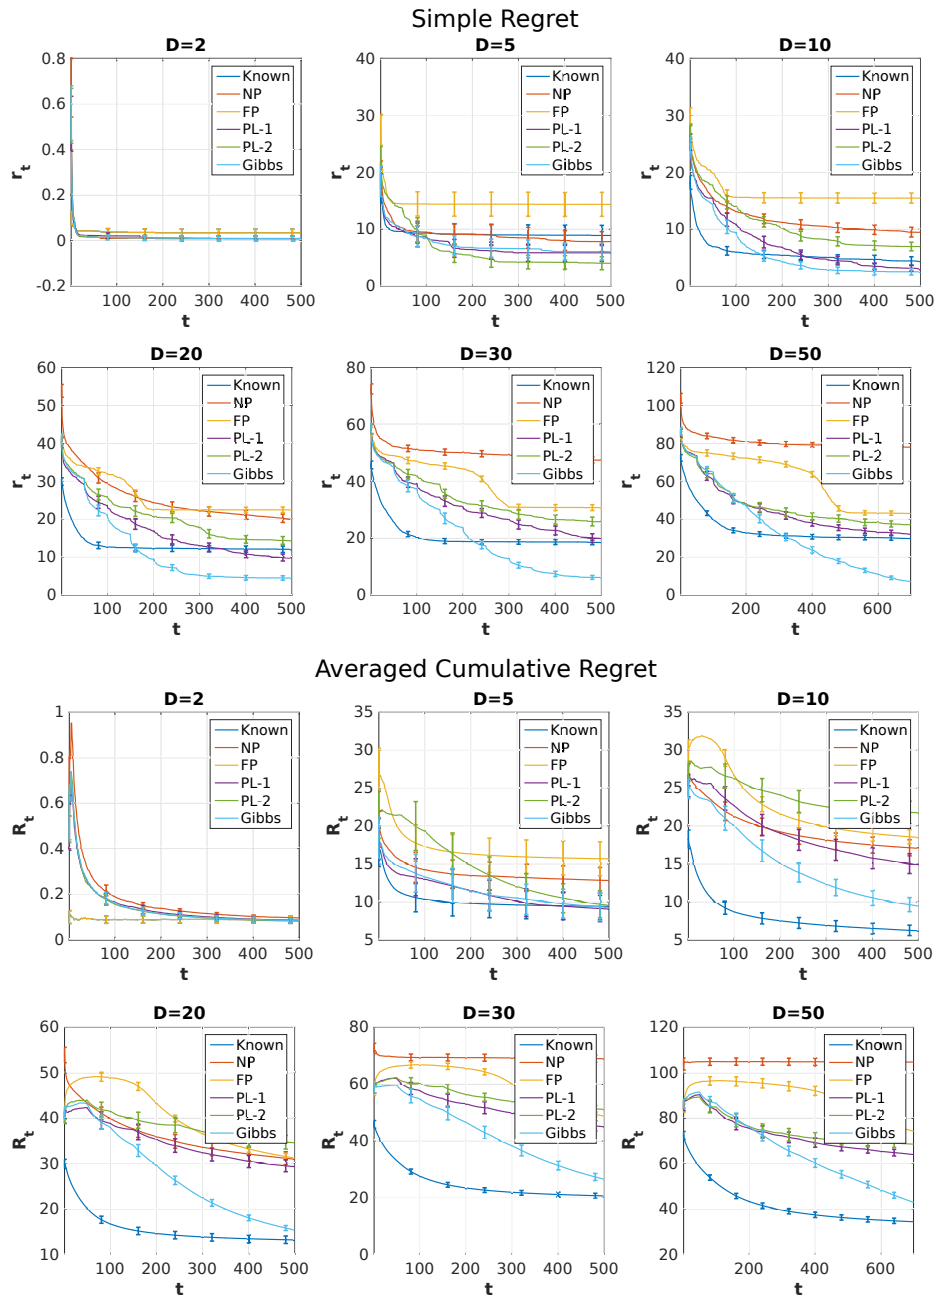 Simple Regret
D=2
D=5
D=10
0.8
0.6
0.4
0.2
0
-0.2
r_t
100 200 300 400 500
t
Known
NP
FP
PL-1
PL-2
Gibbs
40
30
20
10
0
r_t
100 200 300 400 500
t
Known
NP
FP
PL-1
PL-2
Gibbs
40
30
20
10
0
r_t
100 200 300 400 500
t
Known
NP
FP
PL-1
PL-2
Gibbs
D=20
D=30
D=50
60
50
40
30
20
10
0
r_t
0 100 200 300 400 500
t
Known
NP
FP
PL-1
PL-2
Gibbs
80
60
40
20
0
r_t
100 200 300 400 500
t
Known
NP
FP
PL-1
PL-2
Gibbs
120
100
80
60
40
20
0
r_t
200 400 600
t
Known
NP
FP
PL-1
PL-2
Gibbs
Averaged Cumulative Regret
D=2
D=5
D=10
1
0.8
0.6
0.4
0.2
0
R_t
0 100 200 300 400 500
t
Known
NP
FP
PL-1
PL-2
Gibbs
35
30
25
20
15
10
5
R_t
0 100 200 300 400 500
t
Known
NP
FP
PL-1
PL-2
Gibbs
35
30
25
20
15
10
5
R_t
0 100 200 300 400 500
t
Known
NP
FP
PL-1
PL-2
Gibbs
D=20
D=30
D=50
60
50
40
30
20
10
R_t
0 100 200 300 400 500
t
Known
NP
FP
PL-1
PL-2
Gibbs
80
60
40
20
0
R_t
100 200 300 400 500
t
Known
NP
FP
PL-1
PL-2
Gibbs
120
100
80
60
40
20
R_t
0 200 400 600
t
Known
NP
FP
PL-1
PL-2
Gibbs